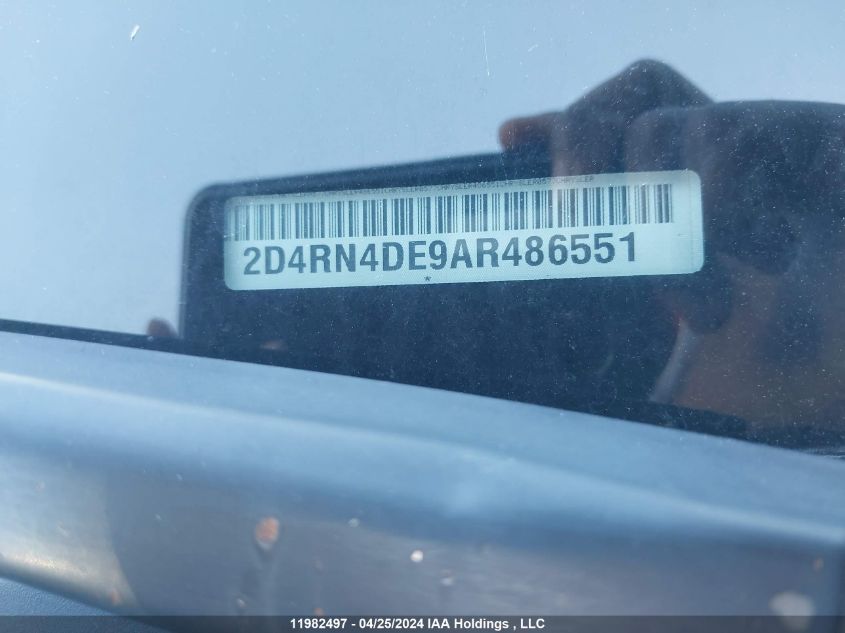 2D4RN4DE9AR486551
*
11982497 - 04/25/2024 IAA Holdings , LLC